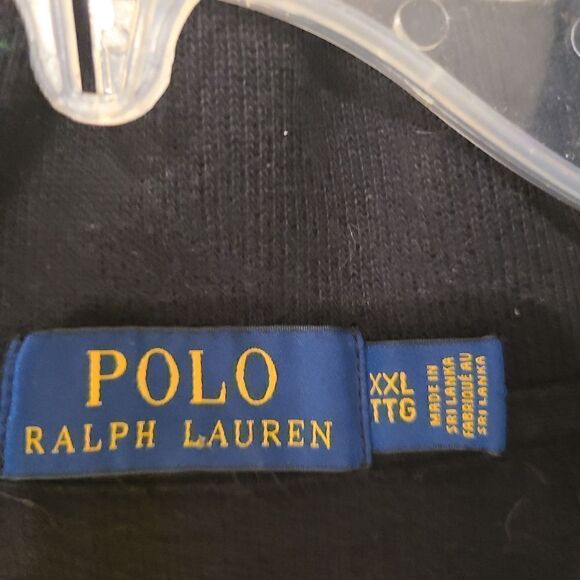 POLO
RALPH LAUREN
XXL
TTG
MADE IN
SRI LANKA
FABRIQUÉ AU
SRI LANKA